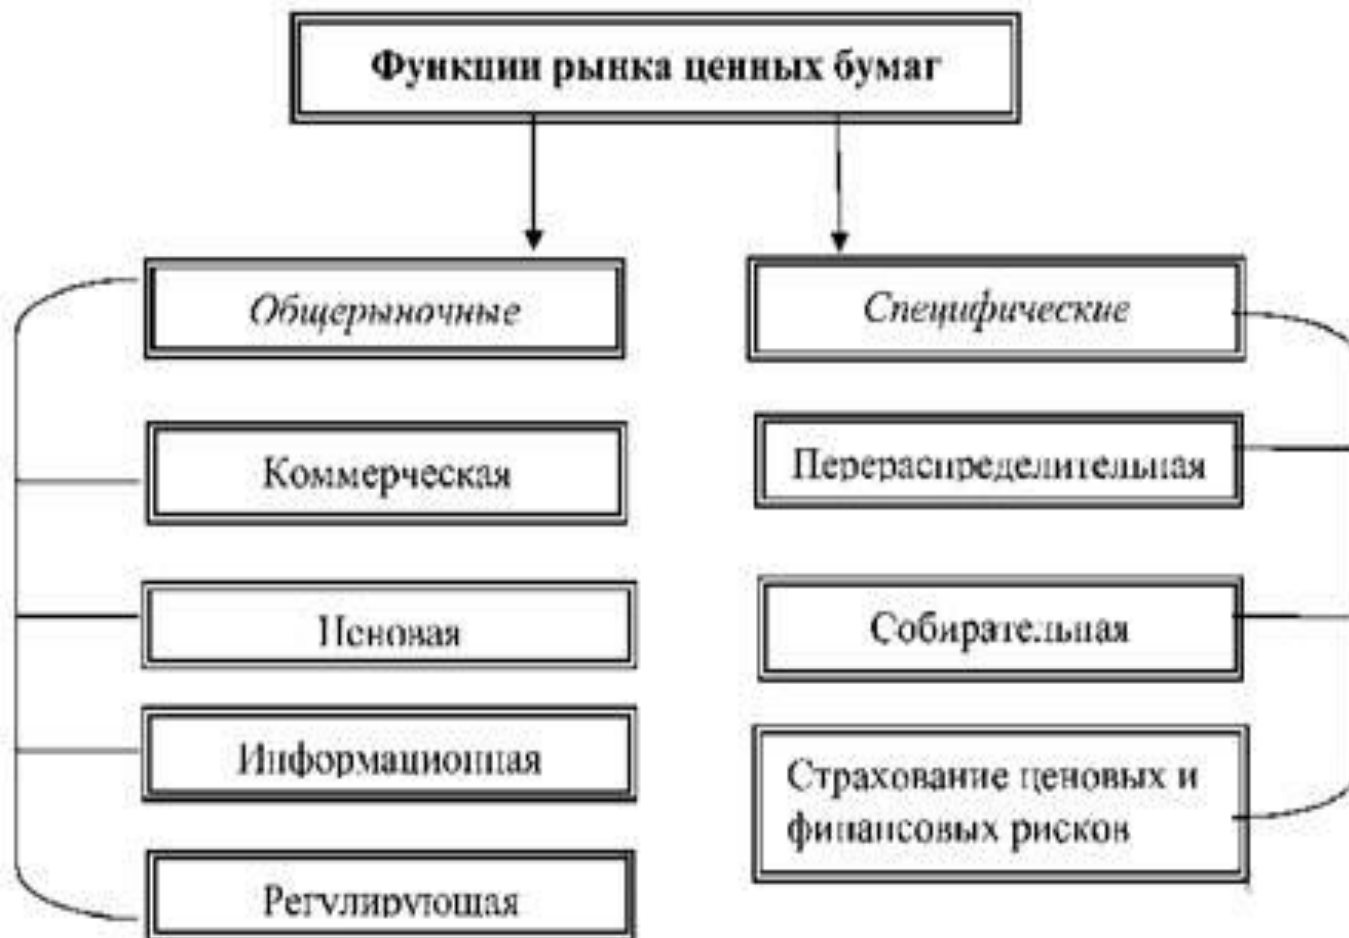 Функции рынка ценных бумаг
Общерыночные
Специфические
Коммерческая
Перераспределительная
Ценовая
Собирательная
Информационная
Страхование ценовых и
финансовых рисков
Регулирующая